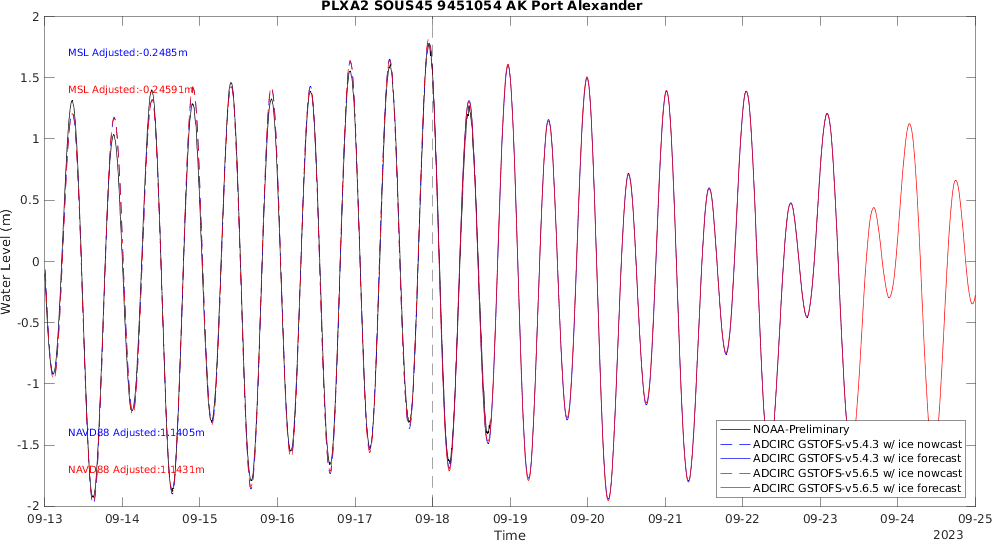 PLXA2 SOUS45 9451054 AK Port Alexander
2
1.5
1
0.5
0
-0.5
-1
-1.5
-2
Water Level (m)
MSL Adjusted:-0.2485m
MSL Adjusted:-0.24591m
NAVD88 Adjusted:1.1405m
NAVD88 Adjusted:1.1431m
NOAA-Preliminary
ADCIRC GSTOFS-v5.4.3 w/ ice nowcast
ADCIRC GSTOFS-v5.4.3 w/ ice forecast
ADCIRC GSTOFS-v5.6.5 w/ ice nowcast
ADCIRC GSTOFS-v5.6.5 w/ ice forecast
09-13 09-14 09-15 09-16 09-17 09-18 09-19 09-20 09-21 09-22 09-23 09-24 09-25
Time
2023